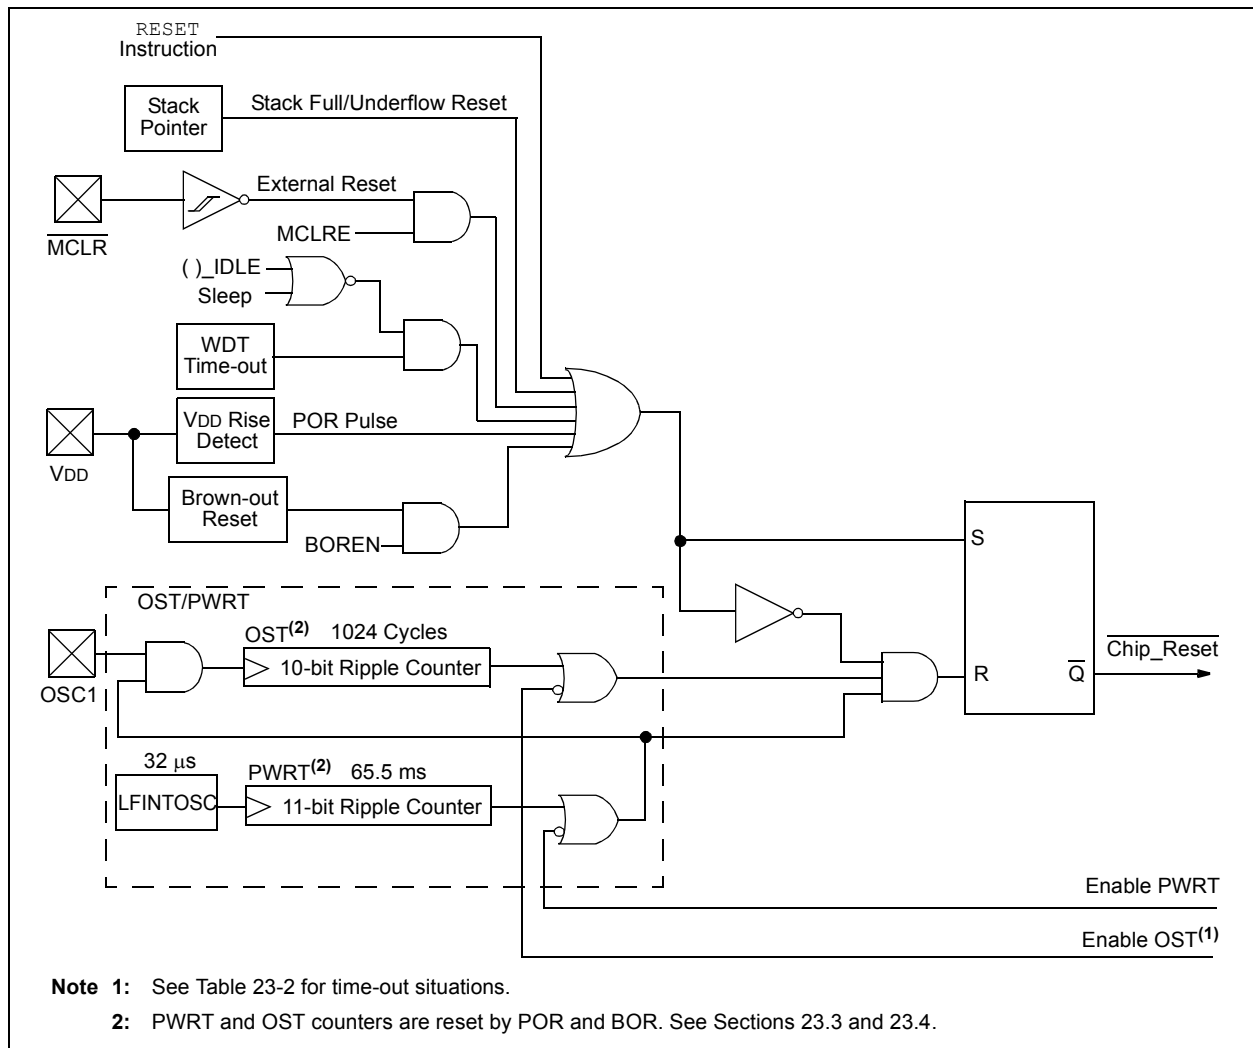 RESET
Instruction
Stack
Pointer
Stack Full/Underflow Reset
MCLR
External Reset
MCLRE
( )_IDLE
Sleep
WDT
Time-out
VDD
VDD Rise
Detect
POR Pulse
Brown-out
Reset
BOREN
S
R
Q
Chip_Reset
OST/PWRT
OSC1
OST(2) 1024 Cycles
10-bit Ripple Counter
32 μs
LFINTOSC
PWRT(2) 65.5 ms
11-bit Ripple Counter
Enable PWRT
Enable OST(1)
Note 1: See Table 23-2 for time-out situations.
2: PWRT and OST counters are reset by POR and BOR. See Sections 23.3 and 23.4.